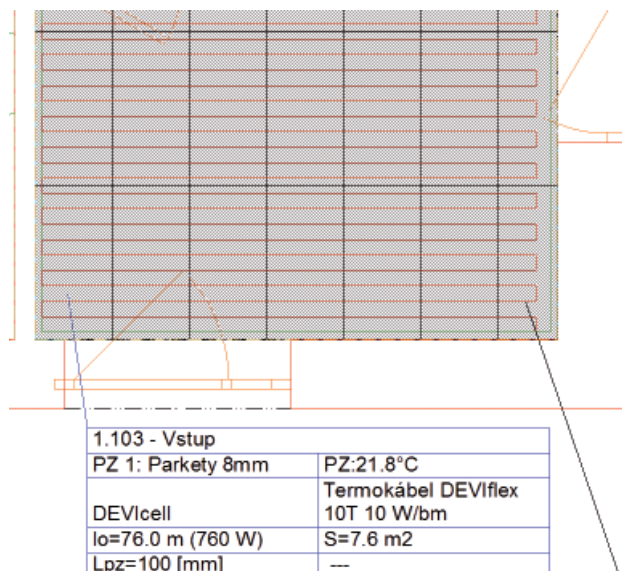 1.103 - Vstup
PZ 1: Parkety 8mm PZ:21.8°C
DEVIcell Termokábel DEVIflex
10T 10 W/bm
lo=76.0 m (760 W) S=7.6 m2
Lpz=100 [mm] ---